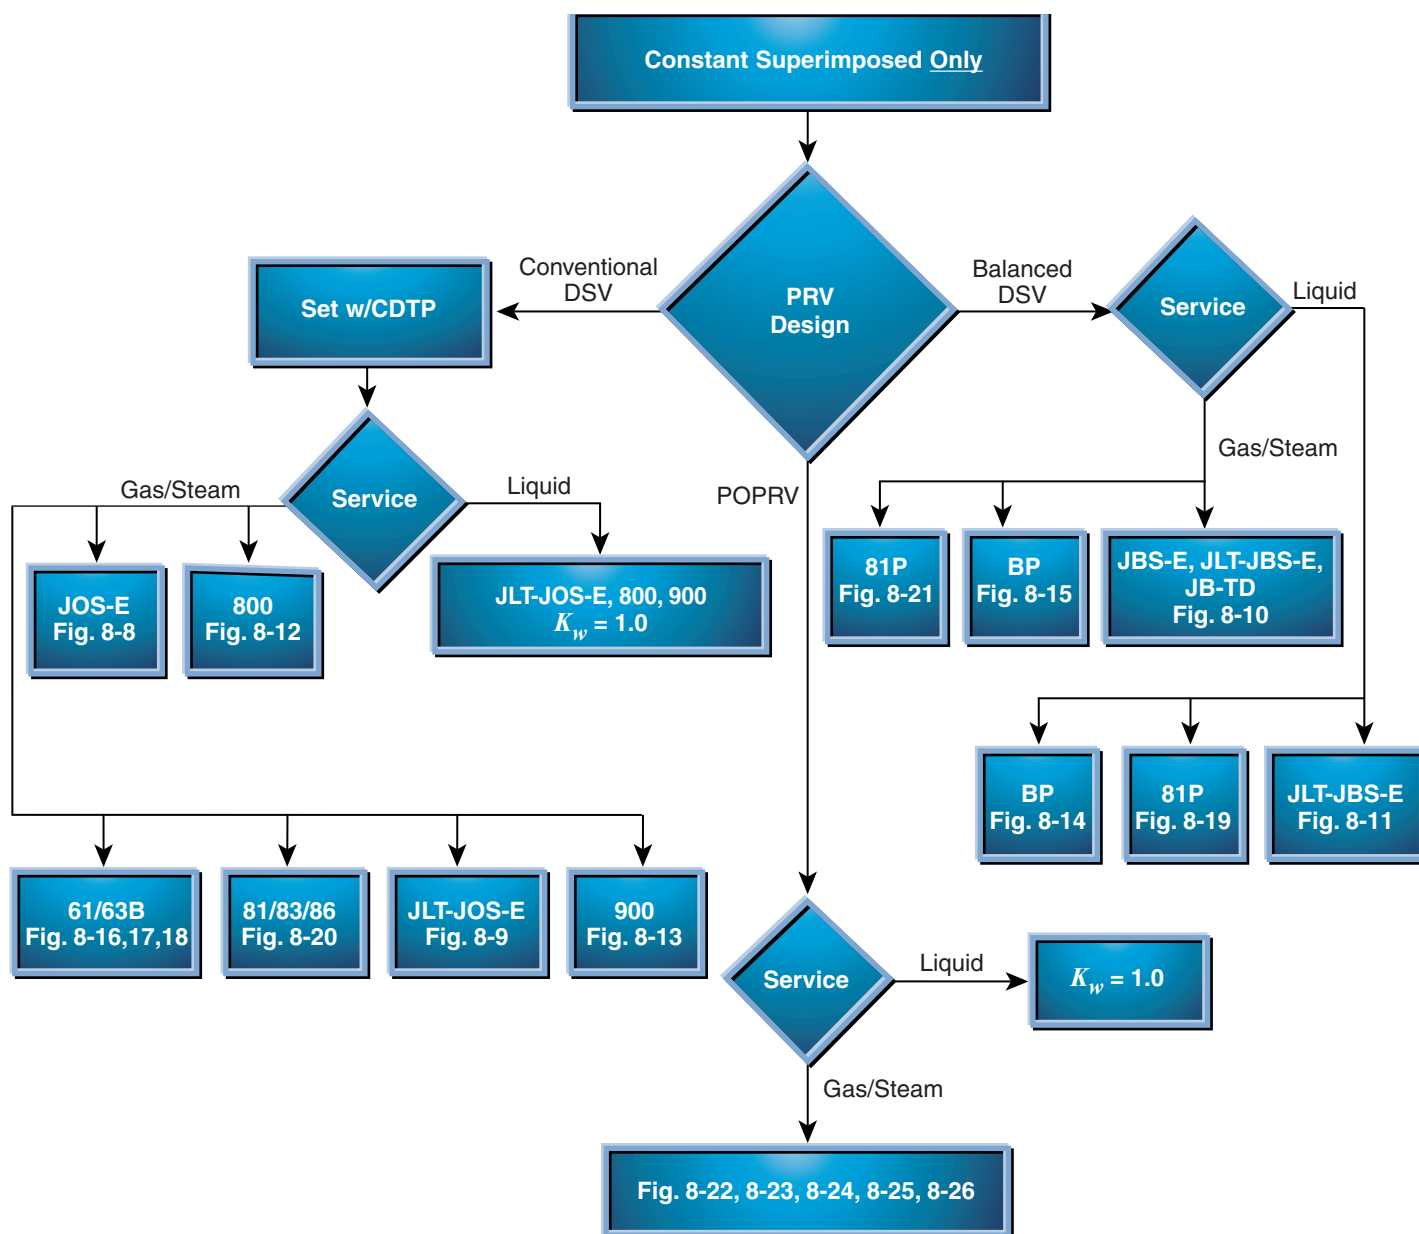 Constant Superimposed Only
Conventional
DSV
Balanced
DSV
Liquid
Set w/CDTP
PRV
Design
Service
Gas/Steam
Gas/Steam
Liquid
Service
POPRV
JOS-E
Fig. 8-8
800
Fig. 8-12
JLT-JOS-E, 800, 900
K_w = 1.0
81P
Fig. 8-21
BP
Fig. 8-15
JBS-E, JLT-JBS-E,
JB-TD
Fig. 8-10
BP
Fig. 8-14
81P
Fig. 8-19
JLT-JBS-E
Fig. 8-11
61/63B
Fig. 8-16,17,18
81/83/86
Fig. 8-20
JLT-JOS-E
Fig. 8-9
900
Fig. 8-13
Service
Liquid
K_w = 1.0
Gas/Steam
Fig. 8-22, 8-23, 8-24, 8-25, 8-26